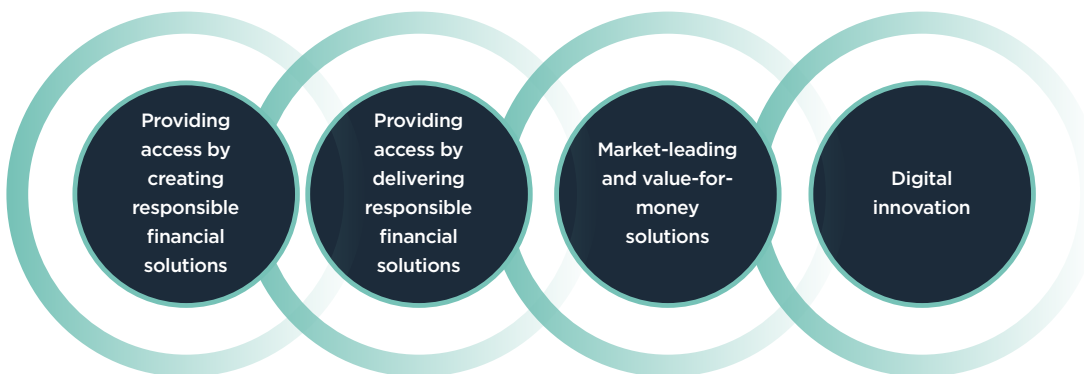 Providing
access by
creating
responsible
financial
solutions
Providing
access by
delivering
responsible
financial
solutions
Market-leading
and value-for-
money
solutions
Digital
innovation